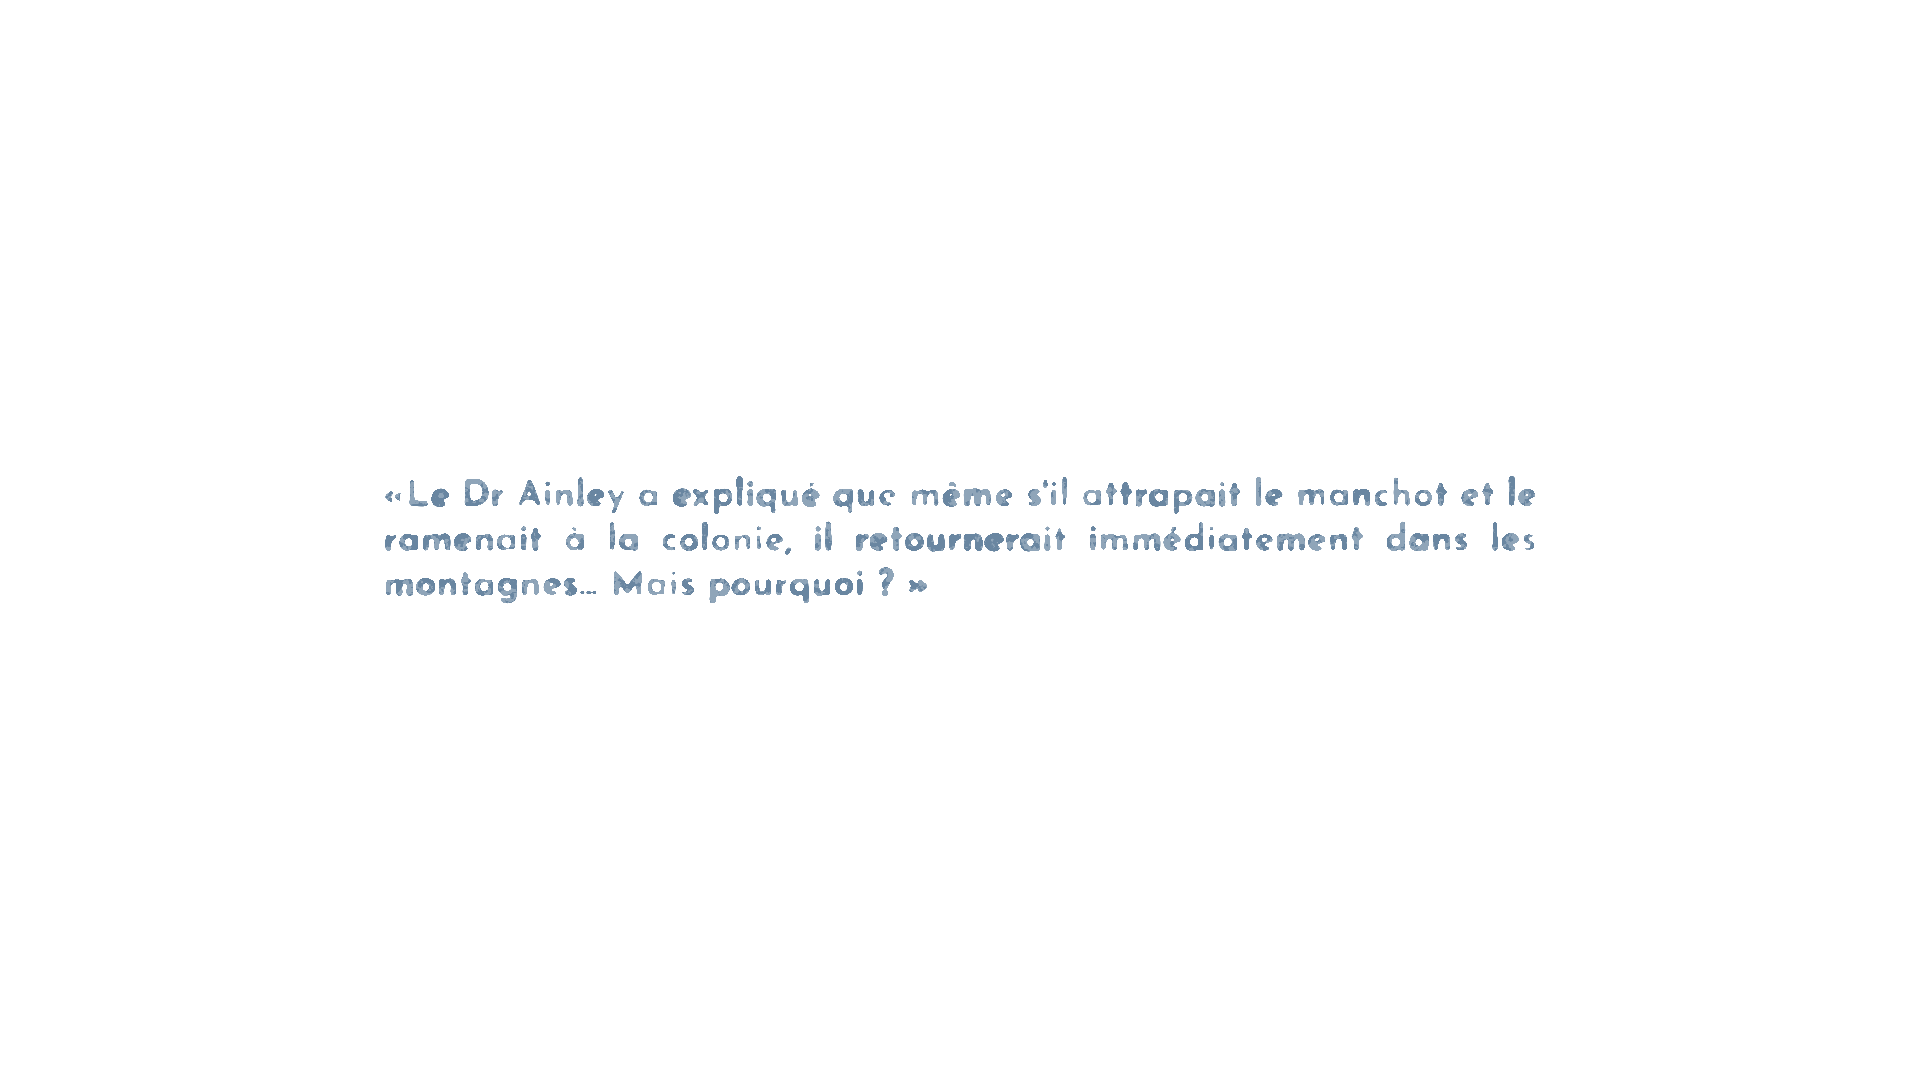 «Le Dr Ainley a expliqué que même s'il attrapait le manchot et le
ramenait à la colonie, il retournerait immédiatement dans les
montagnes... Mais pourquoi ? »